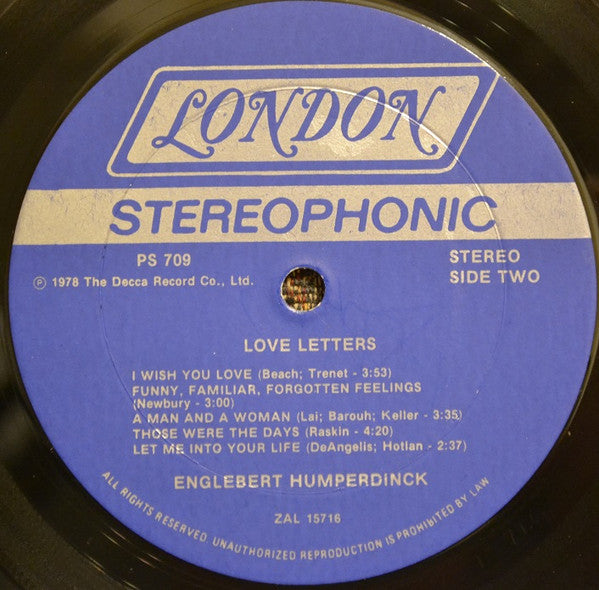 LONDON
STEREOPHONIC
PS 709
STEREO
SIDE TWO
℗ 1978 The Decca Record Co., Ltd.
LOVE LETTERS
I WISH YOU LOVE (Beach; Trenet - 3:53)
FUNNY, FAMILIAR, FORGOTTEN FEELINGS
(Newbury - 3:00)
A MAN AND A WOMAN (Lai; Barouh; Keller - 3:35)
THOSE WERE THE DAYS (Raskin - 4:20)
LET ME INTO YOUR LIFE (DeAngelis; Hotlan - 2:37)
ENGLEBERT HUMPERDINCK
ZAL 15716
ALL RIGHTS RESERVED. UNAUTHORIZED REPRODUCTION IS PROHIBITED BY LAW